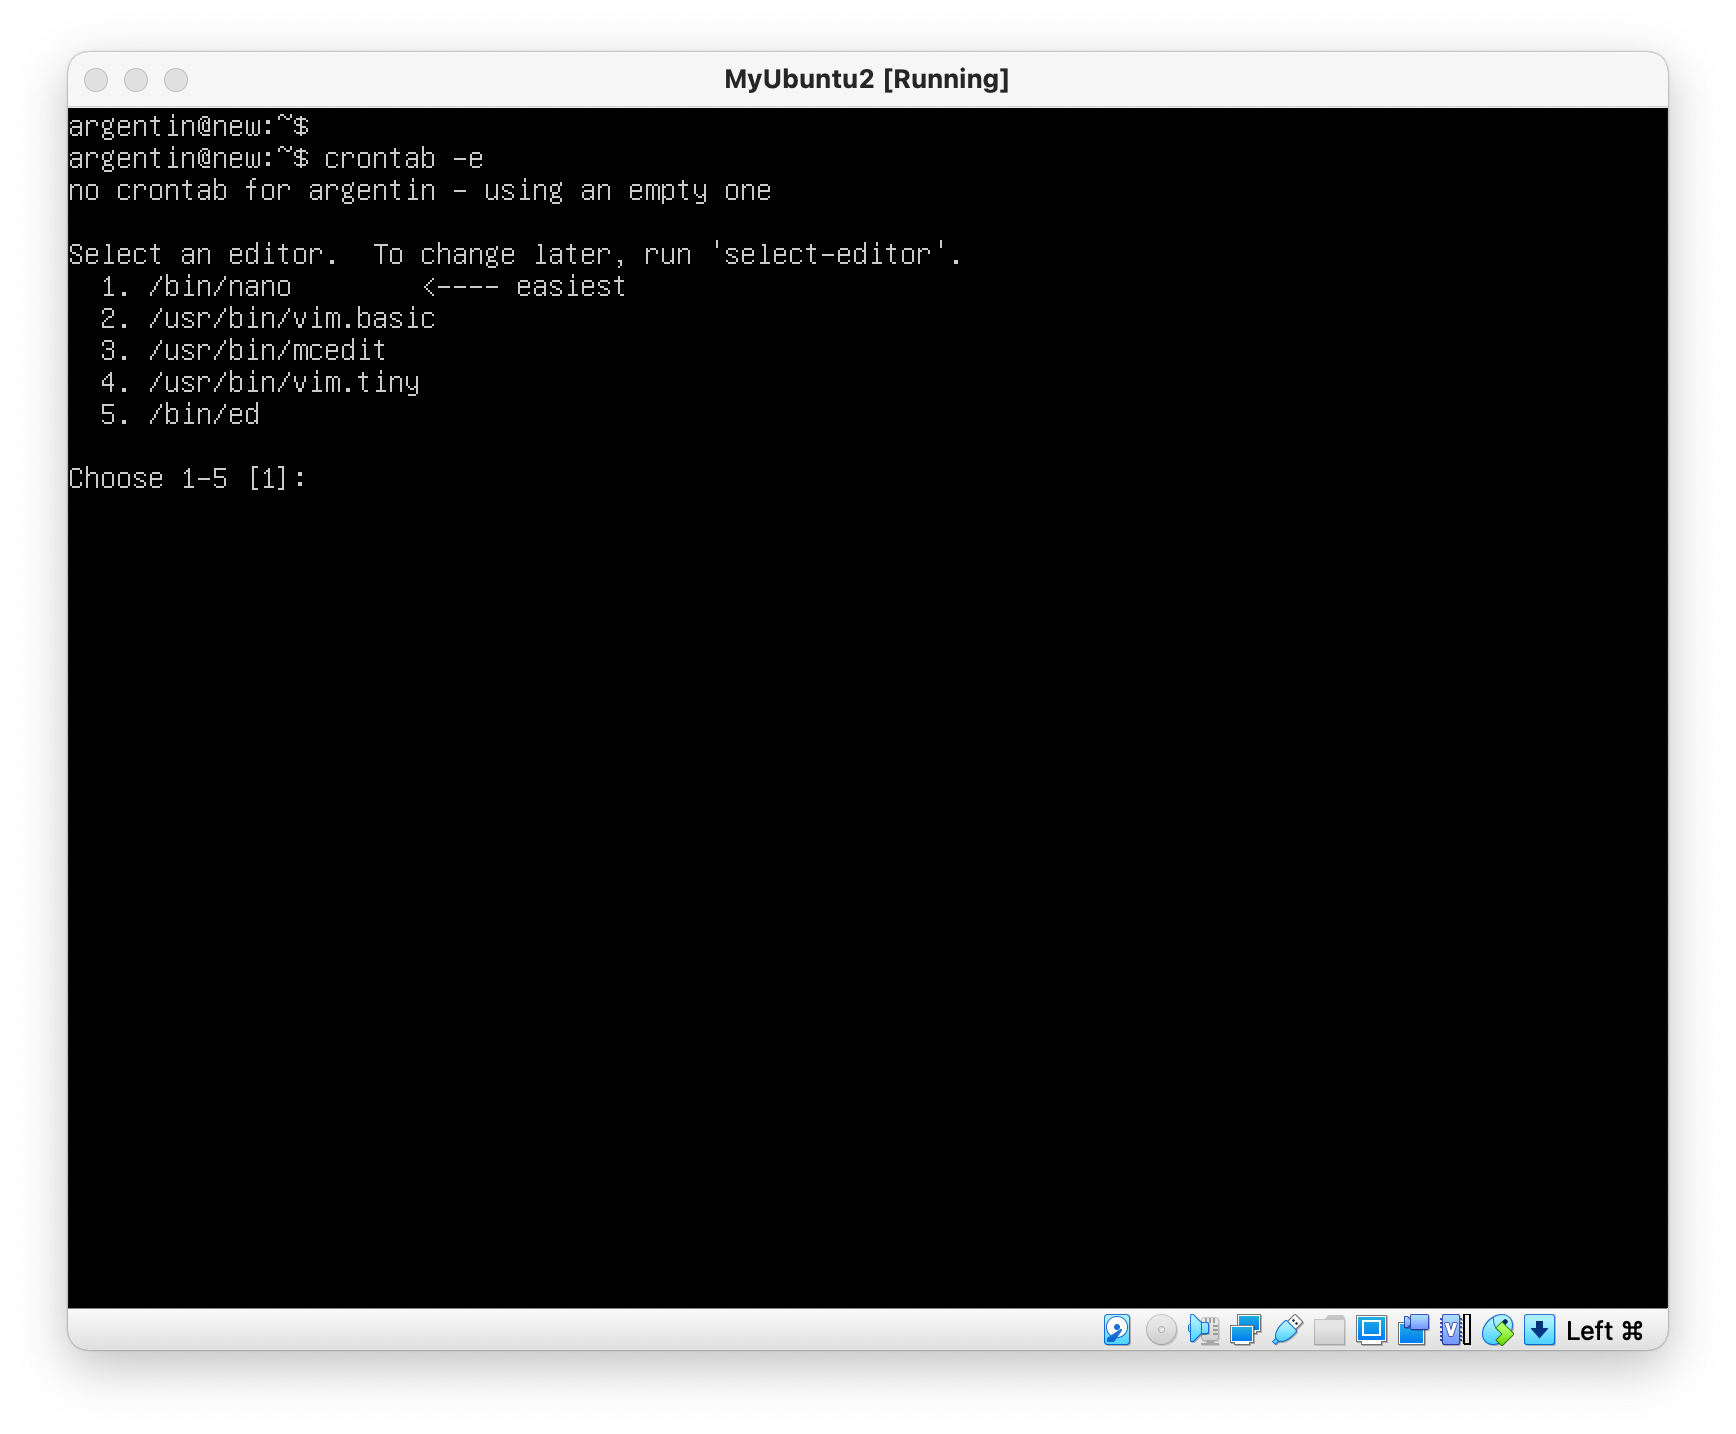 MyUbuntu2 [Running]
argentin@new:~$
argentin@new:~$ crontab -e
no crontab for argentin - using an empty one
Select an editor.  To change later, run 'select-editor'.
  1. /bin/nano        <---- easiest
  2. /usr/bin/vim.basic
  3. /usr/bin/mcedit
  4. /usr/bin/vim.tiny
  5. /bin/ed
Choose 1-5 [1]:
Left ⌘